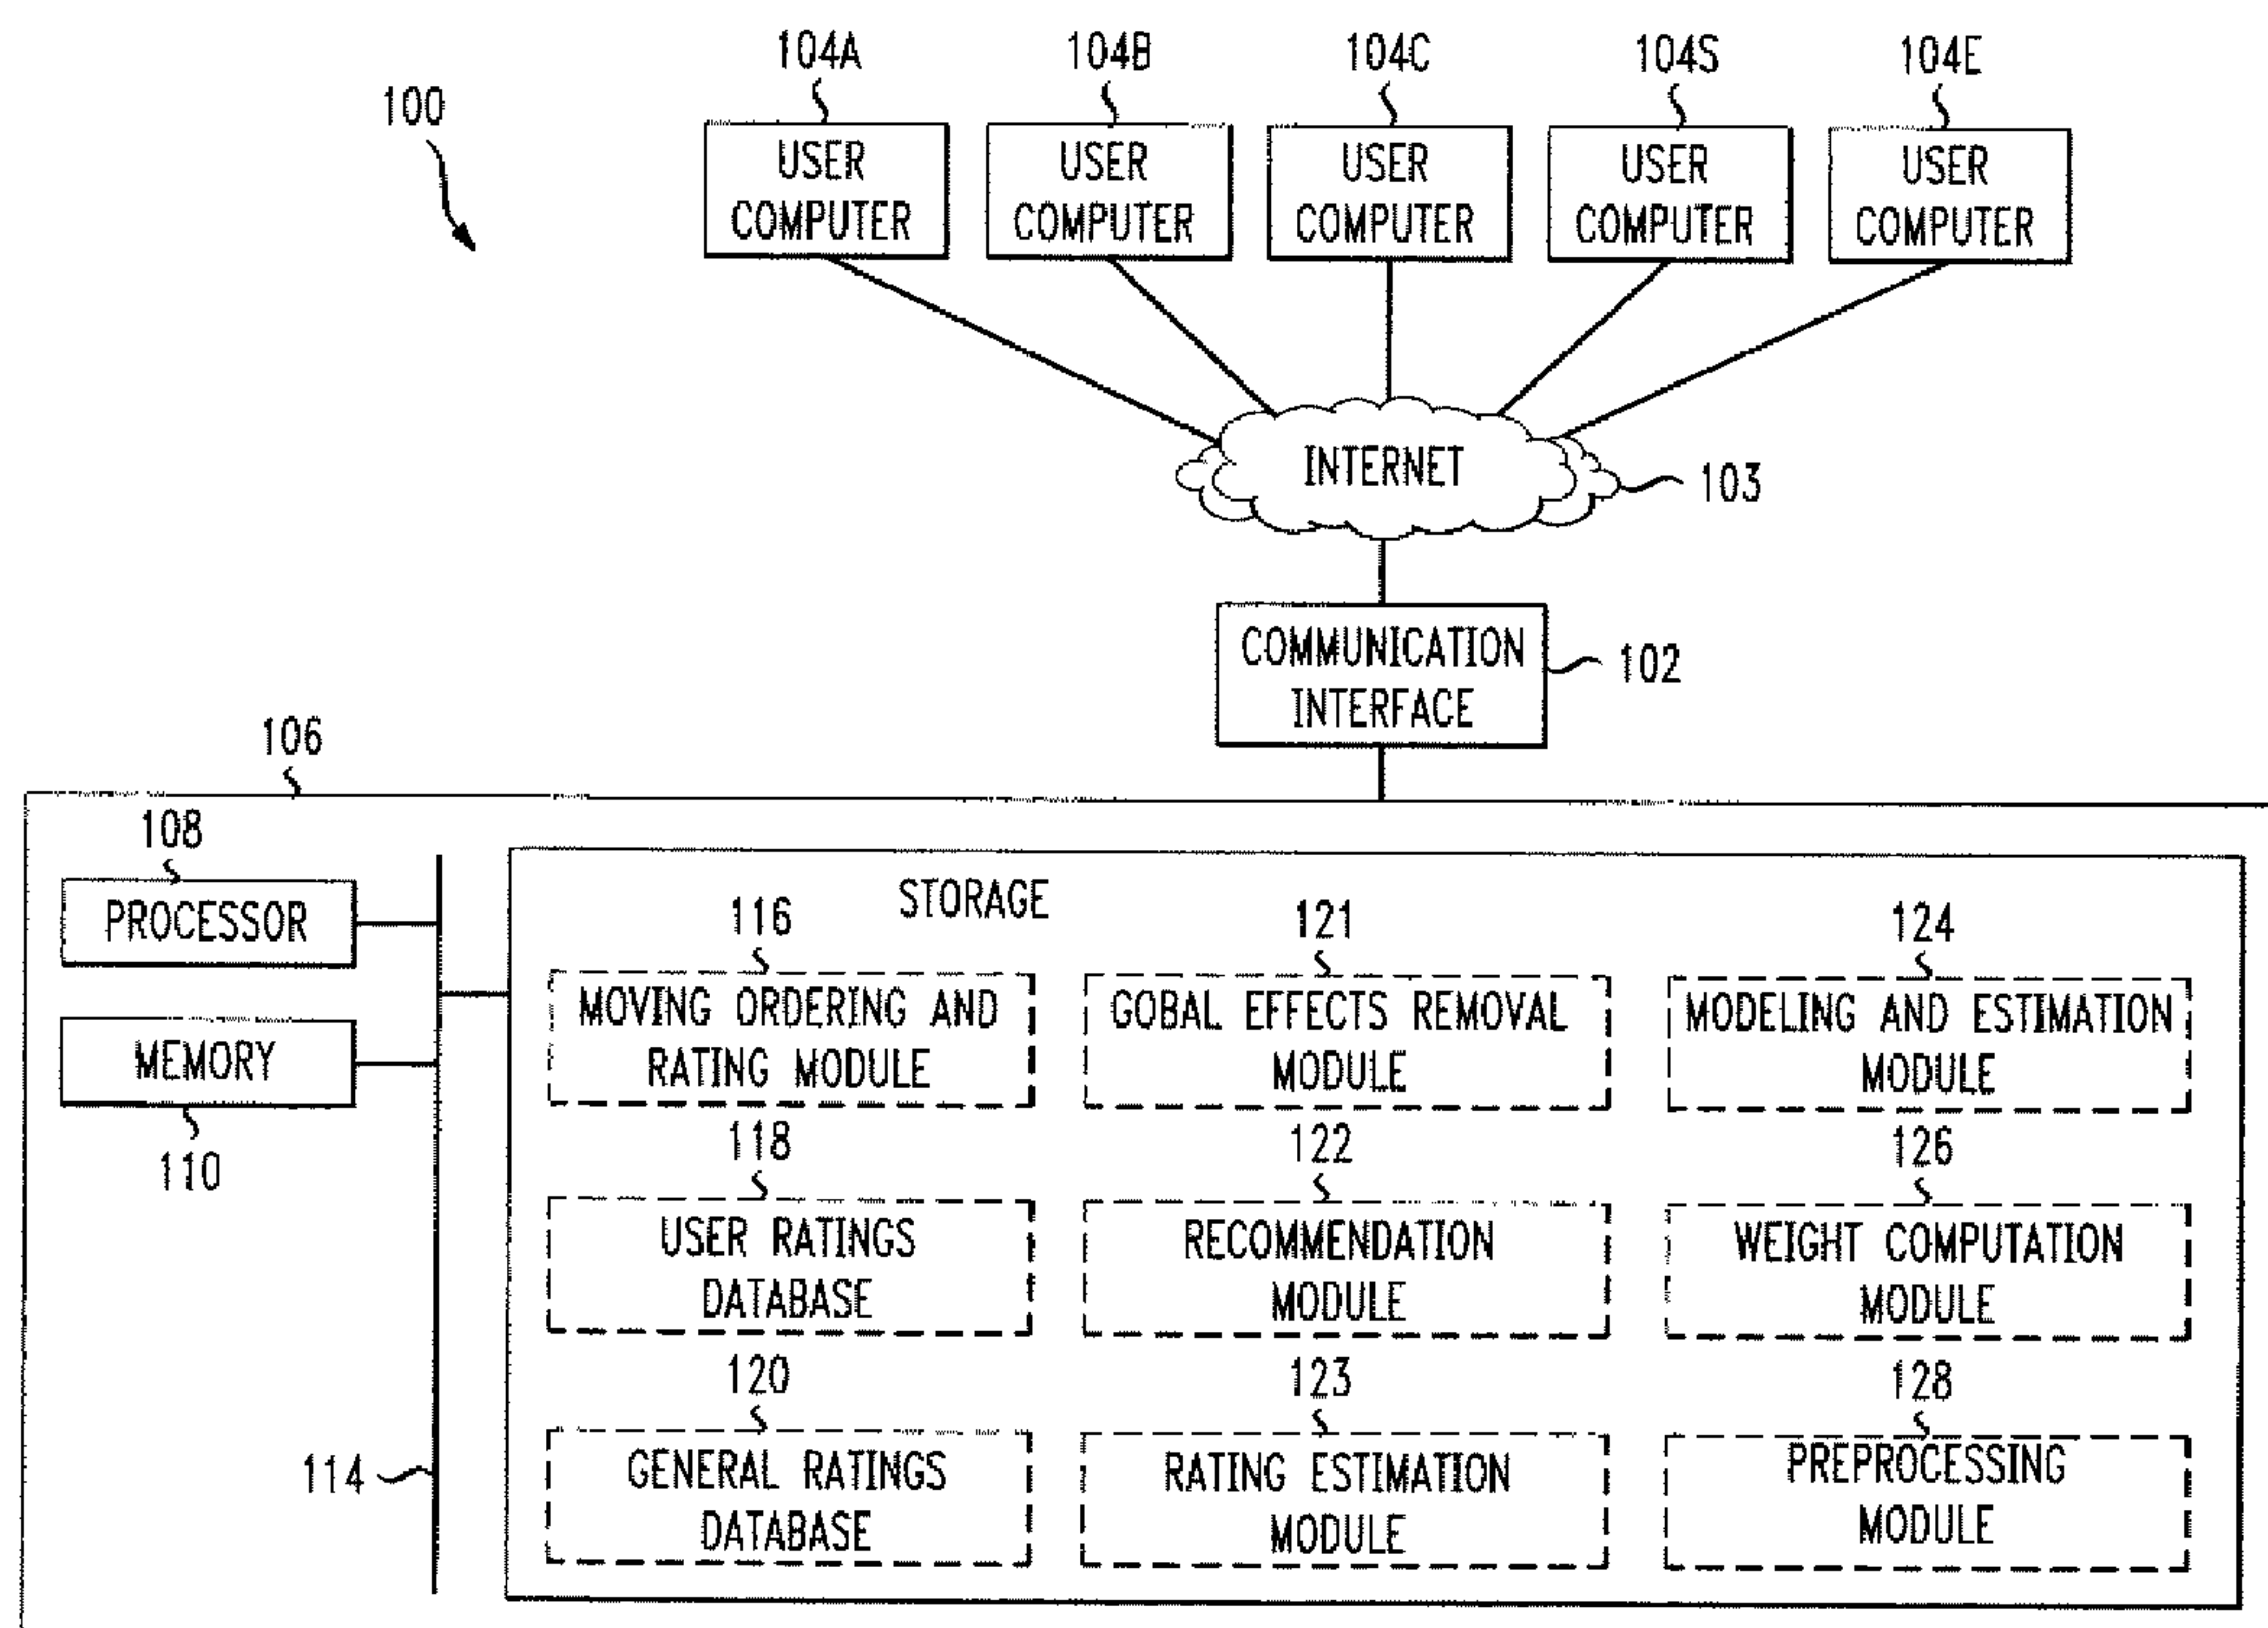 104A 104B 104C 104S 104E
100
USER COMPUTER
USER COMPUTER
USER COMPUTER
USER COMPUTER
USER COMPUTER
INTERNET
103
COMMUNICATION
INTERFACE
102
106
108
PROCESSOR
MEMORY
110
114
STORAGE
116
MOVING ORDERING AND
RATING MODULE
121
GOBAL EFFECTS REMOVAL
MODULE
124
MODELING AND ESTIMATION
MODULE
118
USER RATINGS
DATABASE
122
RECOMMENDATION
MODULE
126
WEIGHT COMPUTATION
MODULE
120
GENERAL RATINGS
DATABASE
123
RATING ESTIMATION
MODULE
128
PREPROCESSING
MODULE